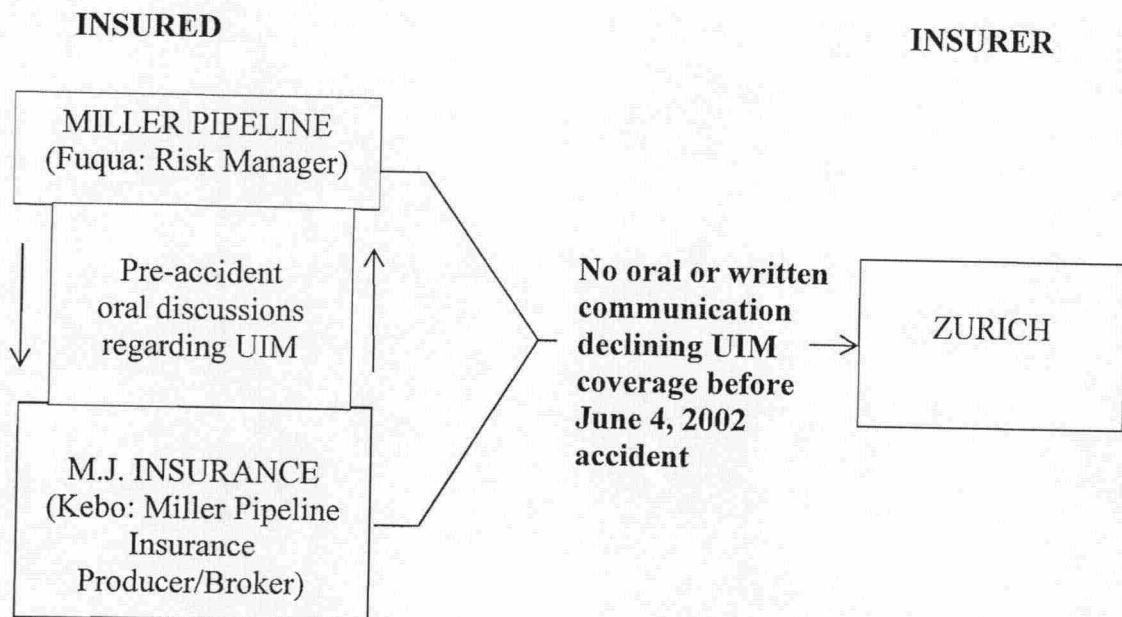 INSURED
INSURER
MILLER PIPELINE
(Fuqua: Risk Manager)
Pre-accident
oral discussions
regarding UIM
No oral or written
communication
declining UIM
coverage before
June 4, 2002
accident
ZURICH
M.J. INSURANCE
(Kebo: Miller Pipeline
Insurance
Producer/Broker)